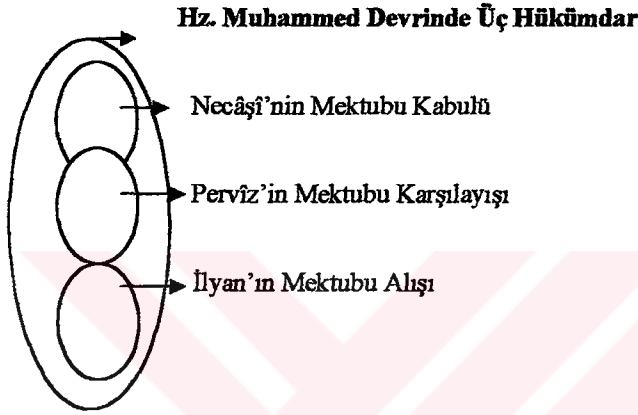 Hz. Muhammed Devrinde Üç Hükümdar
Necâşî'nin Mektubu Kabulü
Pervîz'in Mektubu Karşılayışı
İlyan'ın Mektubu Alışı